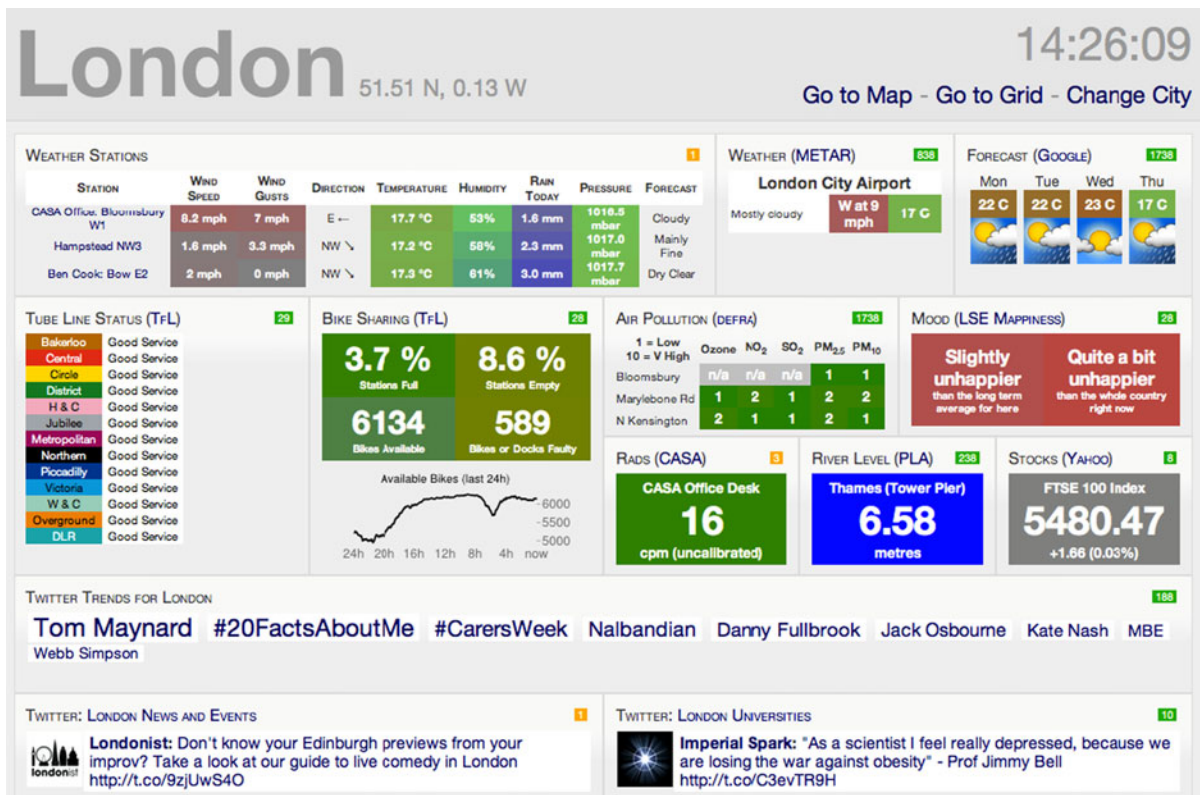 London 51.51 N, 0.13 W
14:26:09
Go to Map - Go to Grid - Change City
WEATHER STATIONS 1
STATION WIND SPEED WIND GUSTS DIRECTION TEMPERATURE HUMIDITY RAIN TODAY PRESSURE FORECAST
CASA Office: Bloomsbury W1 8.2 mph 7 mph E ← 17.7 °C 53% 1.6 mm 1016.5 mbar Cloudy
Hampstead NW3 1.6 mph 3.3 mph NW ↘ 17.2 °C 58% 2.3 mm 1017.0 mbar Mainly Fine
Ben Cook: Bow E2 2 mph 0 mph NW ↘ 17.3 °C 61% 3.0 mm 1017.7 mbar Dry Clear
WEATHER (METAR) 838
London City Airport
Mostly cloudy W at 9 mph 17 C
FORECAST (GOOGLE) 1738
Mon Tue Wed Thu
22 C 22 C 23 C 17 C
TUBE LINE STATUS (TFL) 29
Bakerloo Good Service
Central Good Service
Circle Good Service
District Good Service
H & C Good Service
Jubilee Good Service
Metropolitan Good Service
Northern Good Service
Piccadilly Good Service
Victoria Good Service
W & C Good Service
Overground Good Service
DLR Good Service
BIKE SHARING (TFL) 28
3.7 % 8.6 %
Stations Full Stations Empty
6134 589
Bikes Available Bikes or Docks Faulty
Available Bikes (last 24h)
6000
5500
5000
24h 20h 16h 12h 8h 4h now
AIR POLLUTION (DEFRA) 1738
1 = Low
10 = V High Ozone NO2 SO2 PM2.5 PM10
Bloomsbury n/a n/a n/a 1 1
Marylebone Rd 1 2 1 2 2
N Kensington 2 1 1 2 1
MOOD (LSE MAPPINESS) 28
Slightly unhappier
than the long term
average for here
Quite a bit unhappier
than the whole country
right now
RADS (CASA) 3
CASA Office Desk
16
cpm (uncalibrated)
RIVER LEVEL (PLA) 238
Thames (Tower Pier)
6.58
metres
STOCKS (YAHOO) 8
FTSE 100 Index
5480.47
+1.66 (0.03%)
TWITTER TRENDS FOR LONDON 188
Tom Maynard #20FactsAboutMe #CarersWeek Nalbandian Danny Fullbrook Jack Osbourne Kate Nash MBE
Webb Simpson
TWITTER: LONDON NEWS AND EVENTS 1
londonist
Londonist: Don't know your Edinburgh previews from your
improv? Take a look at our guide to live comedy in London
http://t.co/9zjUwS4O
TWITTER: LONDON UNIVERSITIES 10
Imperial Spark: "As a scientist I feel really depressed, because we
are losing the war against obesity" - Prof Jimmy Bell
http://t.co/C3evTR9H